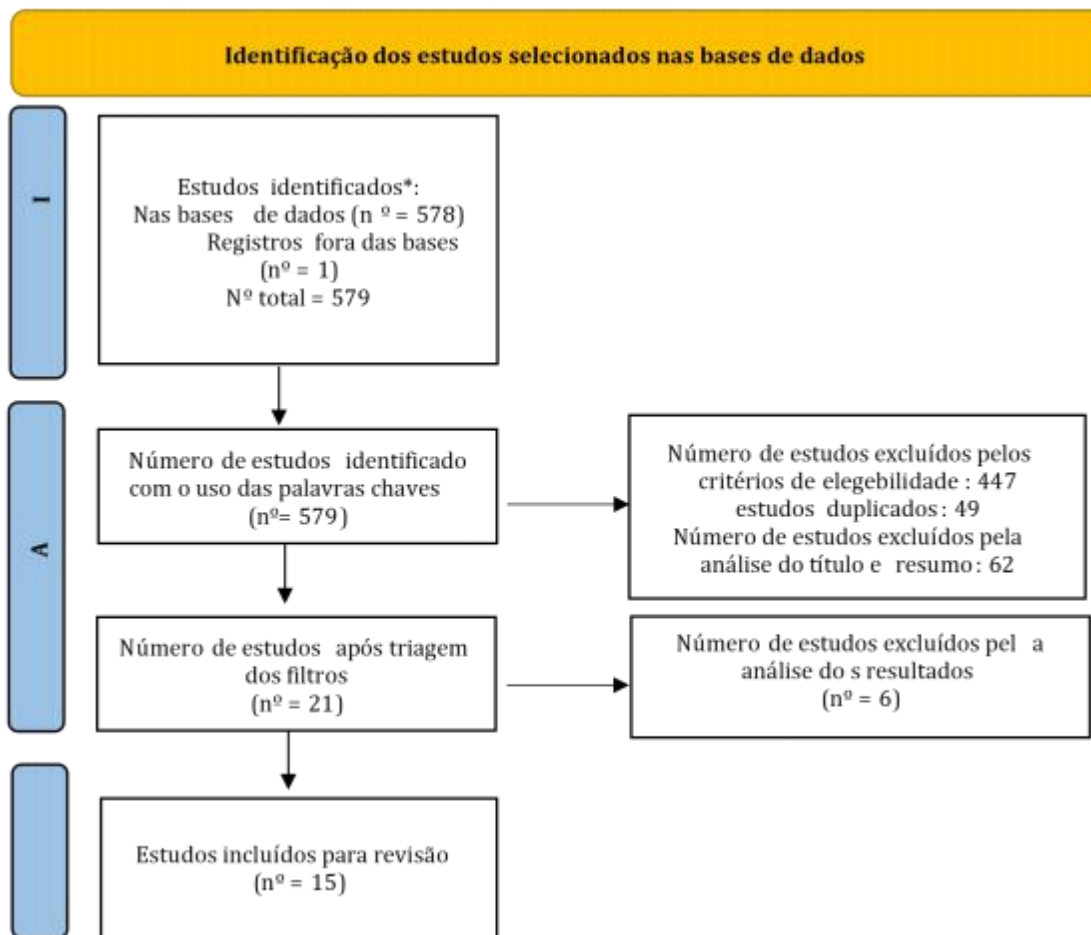 Identificação dos estudos selecionados nas bases de dados
I
Estudos identificados*:
Nas bases de dados (n º = 578)
Registros fora das bases
(nº = 1)
Nº total = 579
A
Número de estudos identificado
com o uso das palavras chaves
(nº= 579)
Número de estudos excluídos pelos
critérios de elegebilidade : 447
estudos duplicados : 49
Número de estudos excluídos pela
análise do título e resumo : 62
Número de estudos após triagem
dos filtros
(nº = 21)
Número de estudos excluídos pel a
análise do s resultados
(nº = 6)
Estudos incluídos para revisão
(nº = 15)